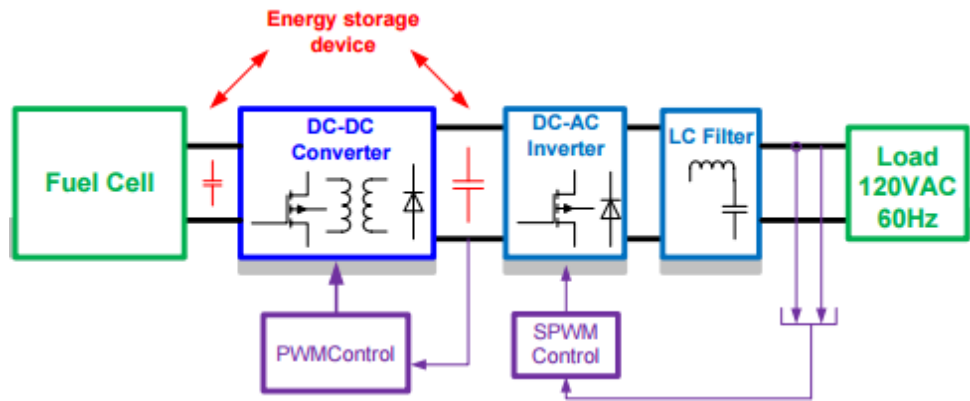 Energy storage
device
Fuel Cell
DC-DC
Converter
DC-AC
Inverter
LC Filter
Load
120VAC
60Hz
PWMControl
SPWM
Control